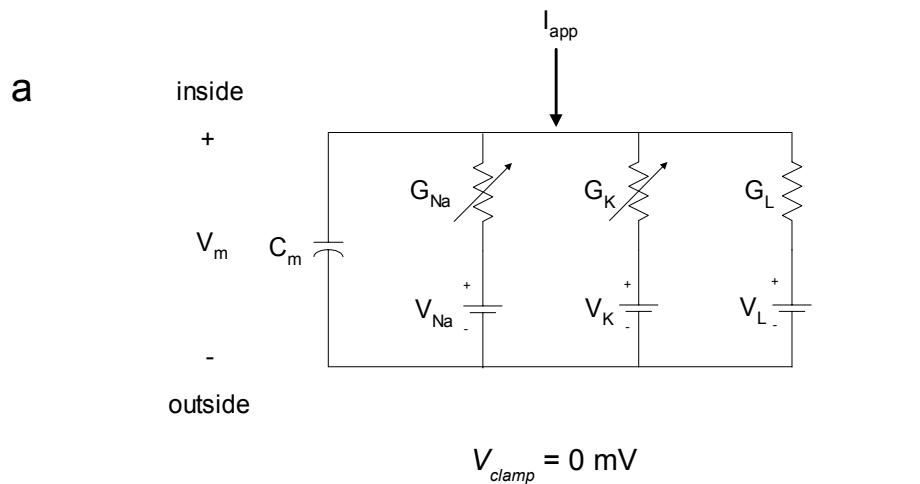 I_app
a
inside
+
G_Na
G_K
G_L
V_m
C_m
+
+
+
V_Na
V_K
V_L
-
-
-
-
outside
V_clamp = 0 mV